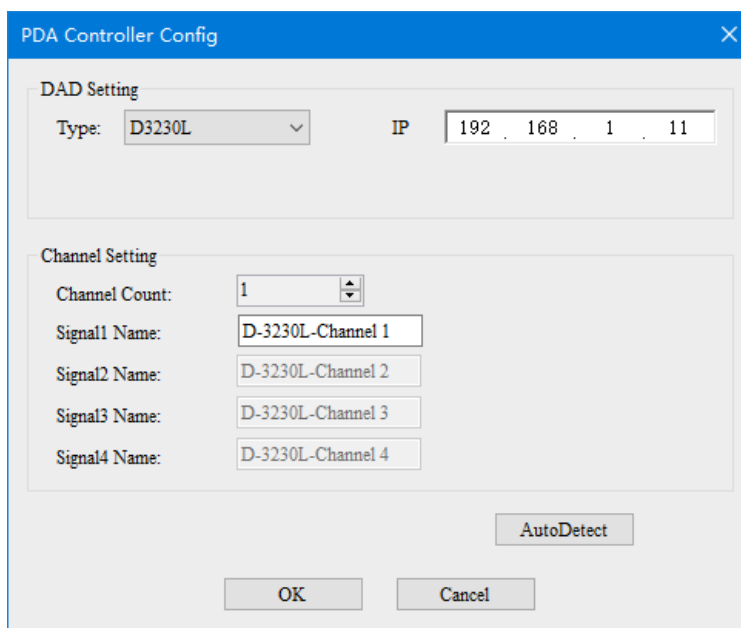 PDA Controller Config
DAD Setting
Type: D3230L IP 192 . 168 . 1 . 11
Channel Setting
Channel Count: 1
Signal1 Name: D-3230L-Channel 1
Signal2 Name: D-3230L-Channel 2
Signal3 Name: D-3230L-Channel 3
Signal4 Name: D-3230L-Channel 4
AutoDetect
OK Cancel